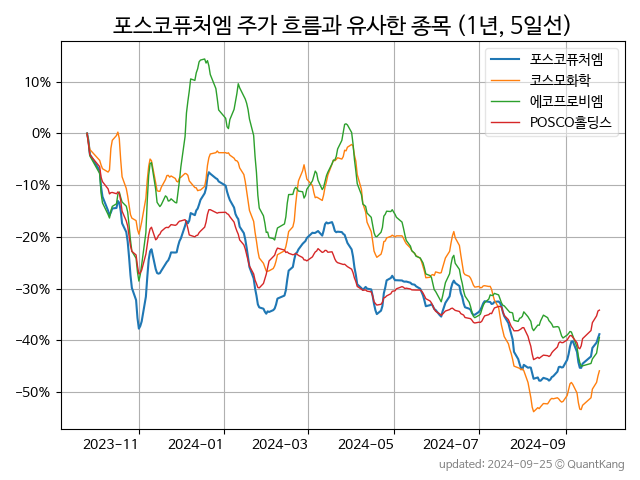 포스코퓨처엠 주가 흐름과 유사한 종목 (1년, 5일선)
포스코퓨처엠
코스모화학
에코프로비엠
POSCO홀딩스
10%
0%
−10%
−20%
−30%
−40%
−50%
2023-11
2024-01
2024-03
2024-05
2024-07
2024-09
updated: 2024-09-25 © QuantKang